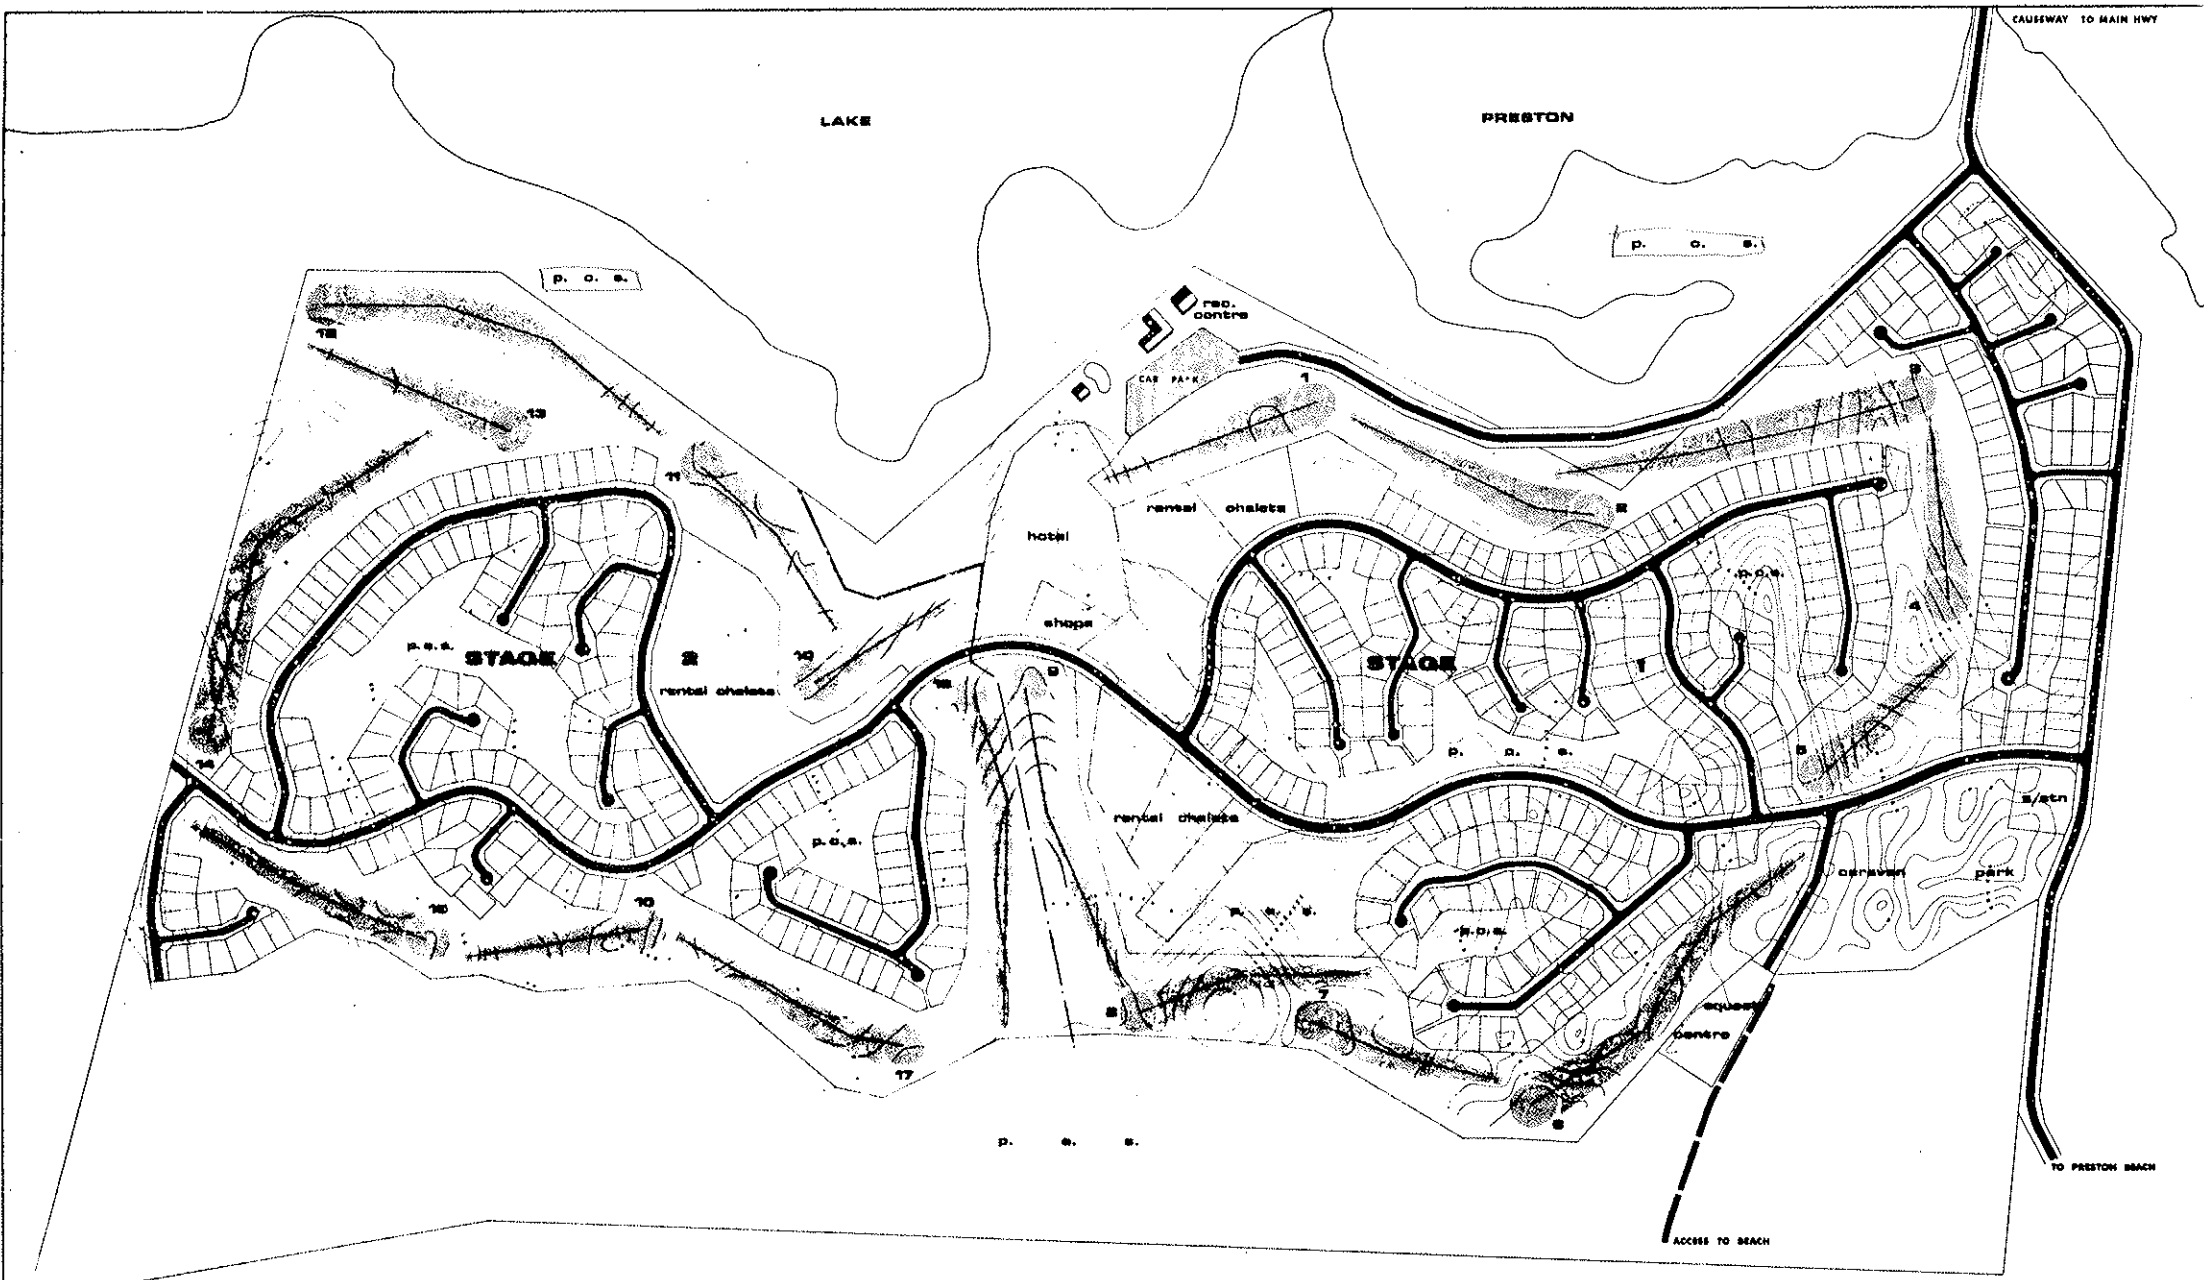 CAUSEWAY TO MAIN HWY
LAKE PRESTON
p. o. s.
p. o. s.
rec.
centre
CAR PARK
1
2
3
4
5
6
7
8
9
10
11
12
13
14
17
18
hotel
shops
rental chalets
rental chalets
rental chalets
STAGE 2
STAGE 1
p.o.s.
p.o.s.
p.o.s.
p. o. s.
p. o. s.
p.o.s.
s/stn
caravan park
equest
centre
p. o. s.
TO PRESTON BEACH
ACCESS TO BEACH